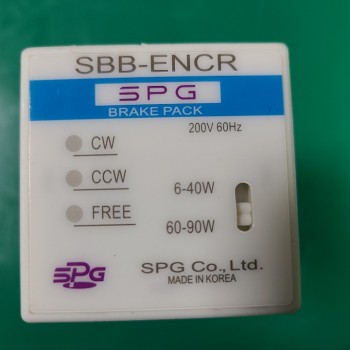 SBB-ENCR
SPG
BRAKE PACK
200V 60Hz
CW
CCW
FREE
6-40W
60-90W
SPG
SPG Co., Ltd.
MADE IN KOREA